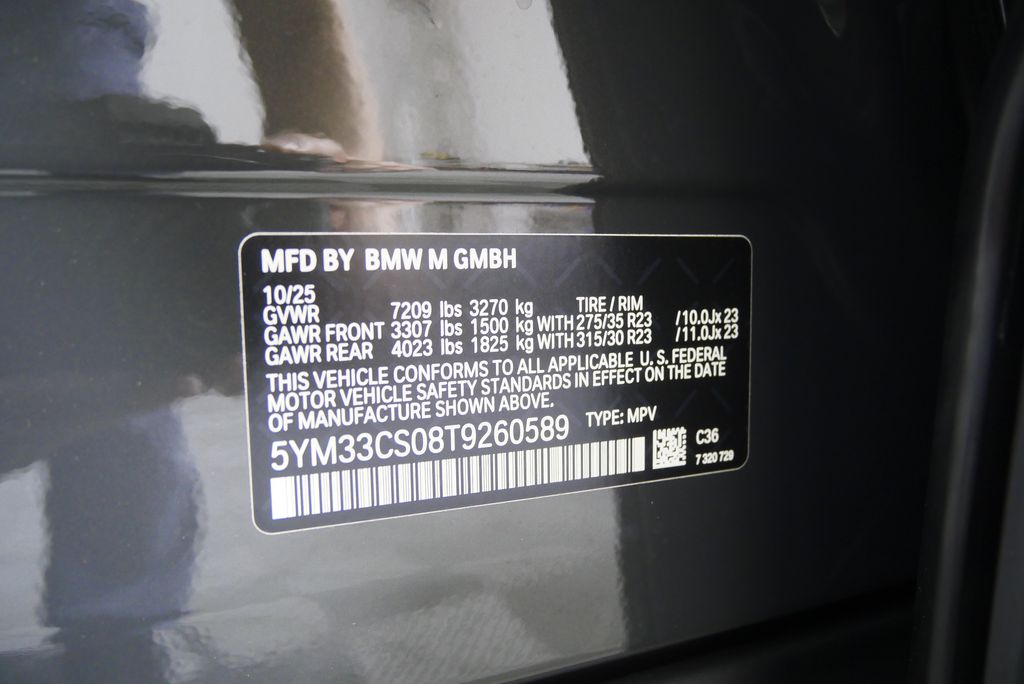 MFD BY BMW M GMBH
10/25
GVWR 7209 lbs 3270 kg TIRE / RIM
GAWR FRONT 3307 lbs 1500 kg WITH 275/35 R23 /10.0Jx 23
GAWR REAR 4023 lbs 1825 kg WITH 315/30 R23 /11.0Jx 23
THIS VEHICLE CONFORMS TO ALL APPLICABLE U. S. FEDERAL
MOTOR VEHICLE SAFETY STANDARDS IN EFFECT ON THE DATE
OF MANUFACTURE SHOWN ABOVE.
5YM33CS08T9260589 TYPE: MPV
C36
7 320 729